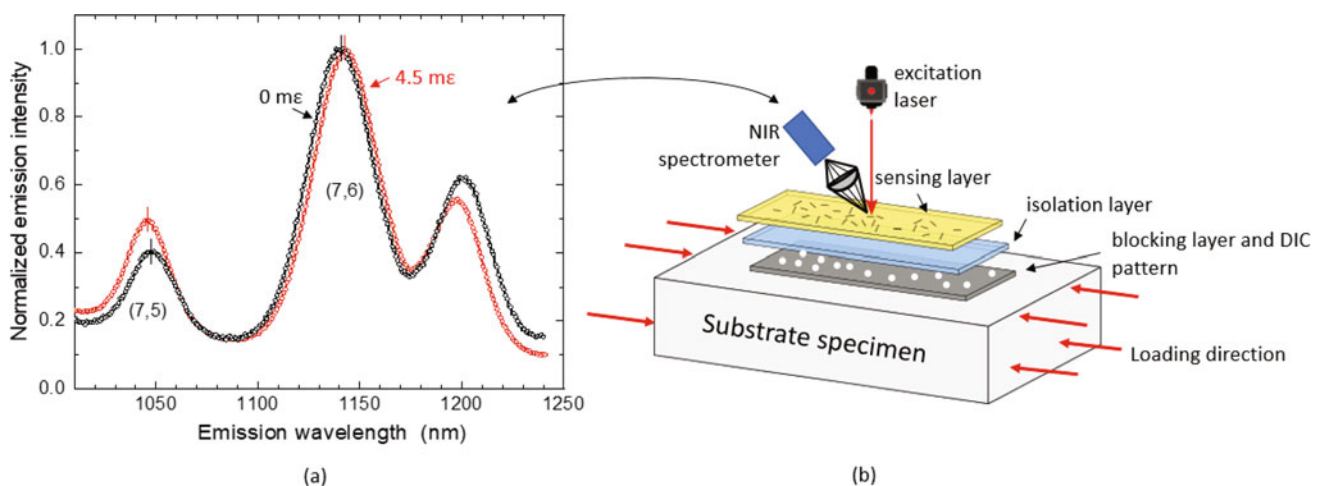 1.0
0.8
0.6
0.4
0.2
0.0
Normalized emission intensity
0 mε
4.5 mε
(7,6)
(7,5)
1050
1100
1150
1200
1250
Emission wavelength (nm)
(a)
excitation
laser
NIR
spectrometer
sensing layer
isolation layer
blocking layer and DIC
pattern
Substrate specimen
Loading direction
(b)